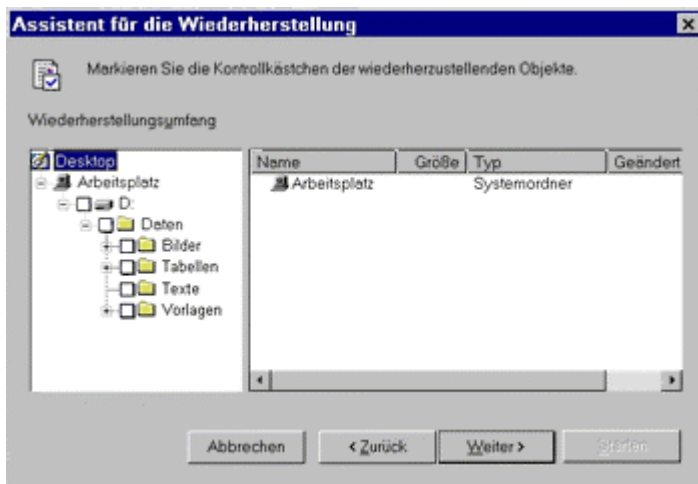 Assistent für die Wiederherstellung
Markieren Sie die Kontrollkästchen der wiederherzustellenden Objekte.
Wiederherstellungsumfang
Desktop
Arbeitsplatz
D:
Daten
Bilder
Tabellen
Texte
Vorlagen
Name Größe Typ Geändert
Arbeitsplatz Systemordner
Abbrechen < Zurück Weiter > Starten